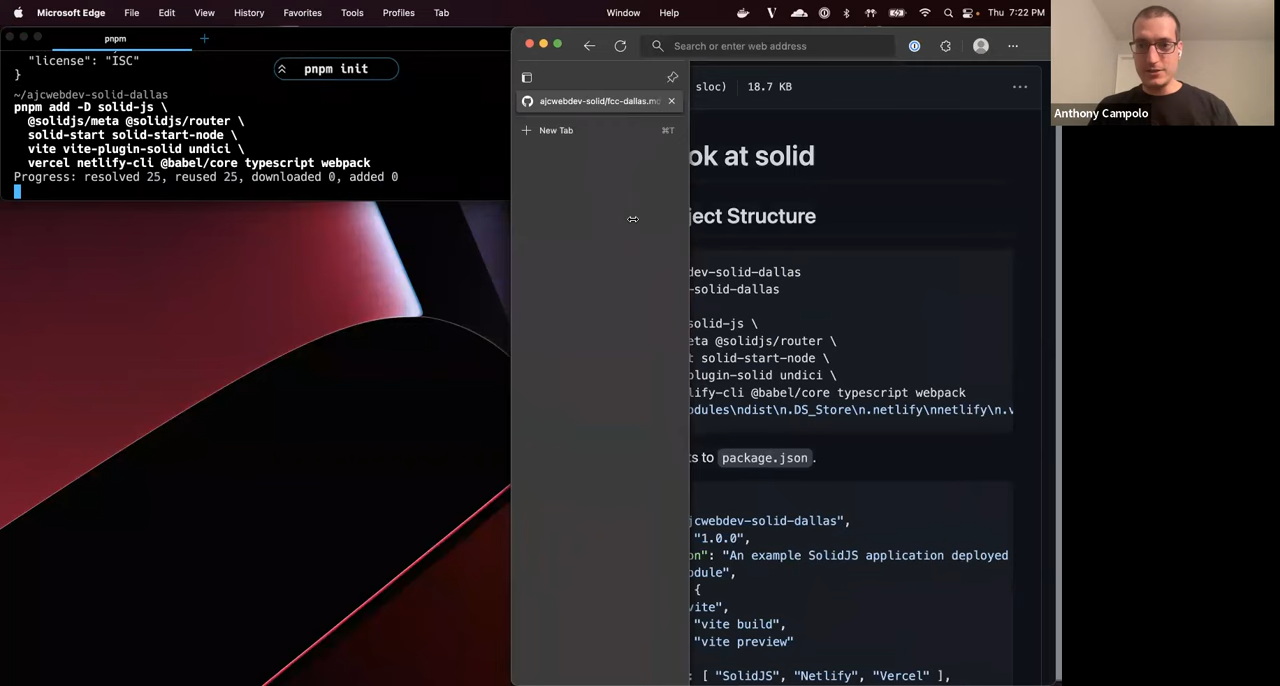 Microsoft Edge File Edit View History Favorites Tools Profiles Tab Window Help Thu 7:22 PM
pnpm
"license": "ISC"
}
pnpm init
~/ajcwebdev-solid-dallas
pnpm add -D solid-js \
@solidjs/meta @solidjs/router \
solid-start solid-start-node \
vite vite-plugin-solid undici \
vercel netlify-cli @babel/core typescript webpack
Progress: resolved 25, reused 25, downloaded 0, added 0
Search or enter web address
ajcwebdev-solid/fcc-dallas.md
New Tab ⌘T
sloc) 18.7 KB
ok at solid
ject Structure
dev-solid-dallas
-solid-dallas
solid-js \
meta @solidjs/router \
t solid-start-node \
plugin-solid undici \
lify-cli @babel/core typescript webpack
odules\ndist\n.DS_Store\n.netlify\nnetlify\n.v
ts to package.json.
jcwebdev-solid-dallas",
"1.0.0",
on": "An example SolidJS application deployed
odule",
{
vite",
"vite build",
"vite preview"
: [ "SolidJS", "Netlify", "Vercel" ],
Anthony Campolo